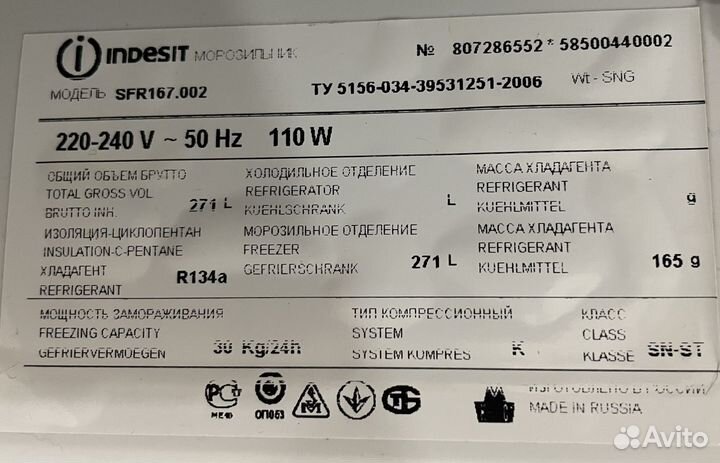 INDESIT МОРОЗИЛЬНИК № 807286552 * 58500440002
МОДЕЛЬ SFR167.002 ТУ 5156-034-39531251-2006 Wt - SNG
220-240 V ~ 50 Hz 110 W
ОБЩИЙ ОБЪЕМ БРУТТО ХОЛОДИЛЬНОЕ ОТДЕЛЕНИЕ МАССА ХЛАДАГЕНТА
TOTAL GROSS VOL REFRIGERATOR REFRIGERANT
BRUTTO INH. 271 L KUEHLSCHRANK L KUEHLMITTEL g
ИЗОЛЯЦИЯ-ЦИКЛОПЕНТАН МОРОЗИЛЬНОЕ ОТДЕЛЕНИЕ МАССА ХЛАДАГЕНТА
INSULATION-C-PENTANE FREEZER REFRIGERANT
ХЛАДАГЕНТ GEFRIERSCHRANK 271 L KUEHLMITTEL 165 g
REFRIGERANT R134a
МОЩНОСТЬ ЗАМОРАЖИВАНИЯ ТИП КОМПРЕССИОННЫЙ КЛАСС
FREEZING CAPACITY SYSTEM CLASS
GEFRIERVERMOEGEN 30 Kg/24h SYSTEM KOMPRES K KLASSE SN-ST
РСТ
МЕ40 ОП063
ИЗГОТОВЛЕНО В РОССИИ
MADE IN RUSSIA
Avito